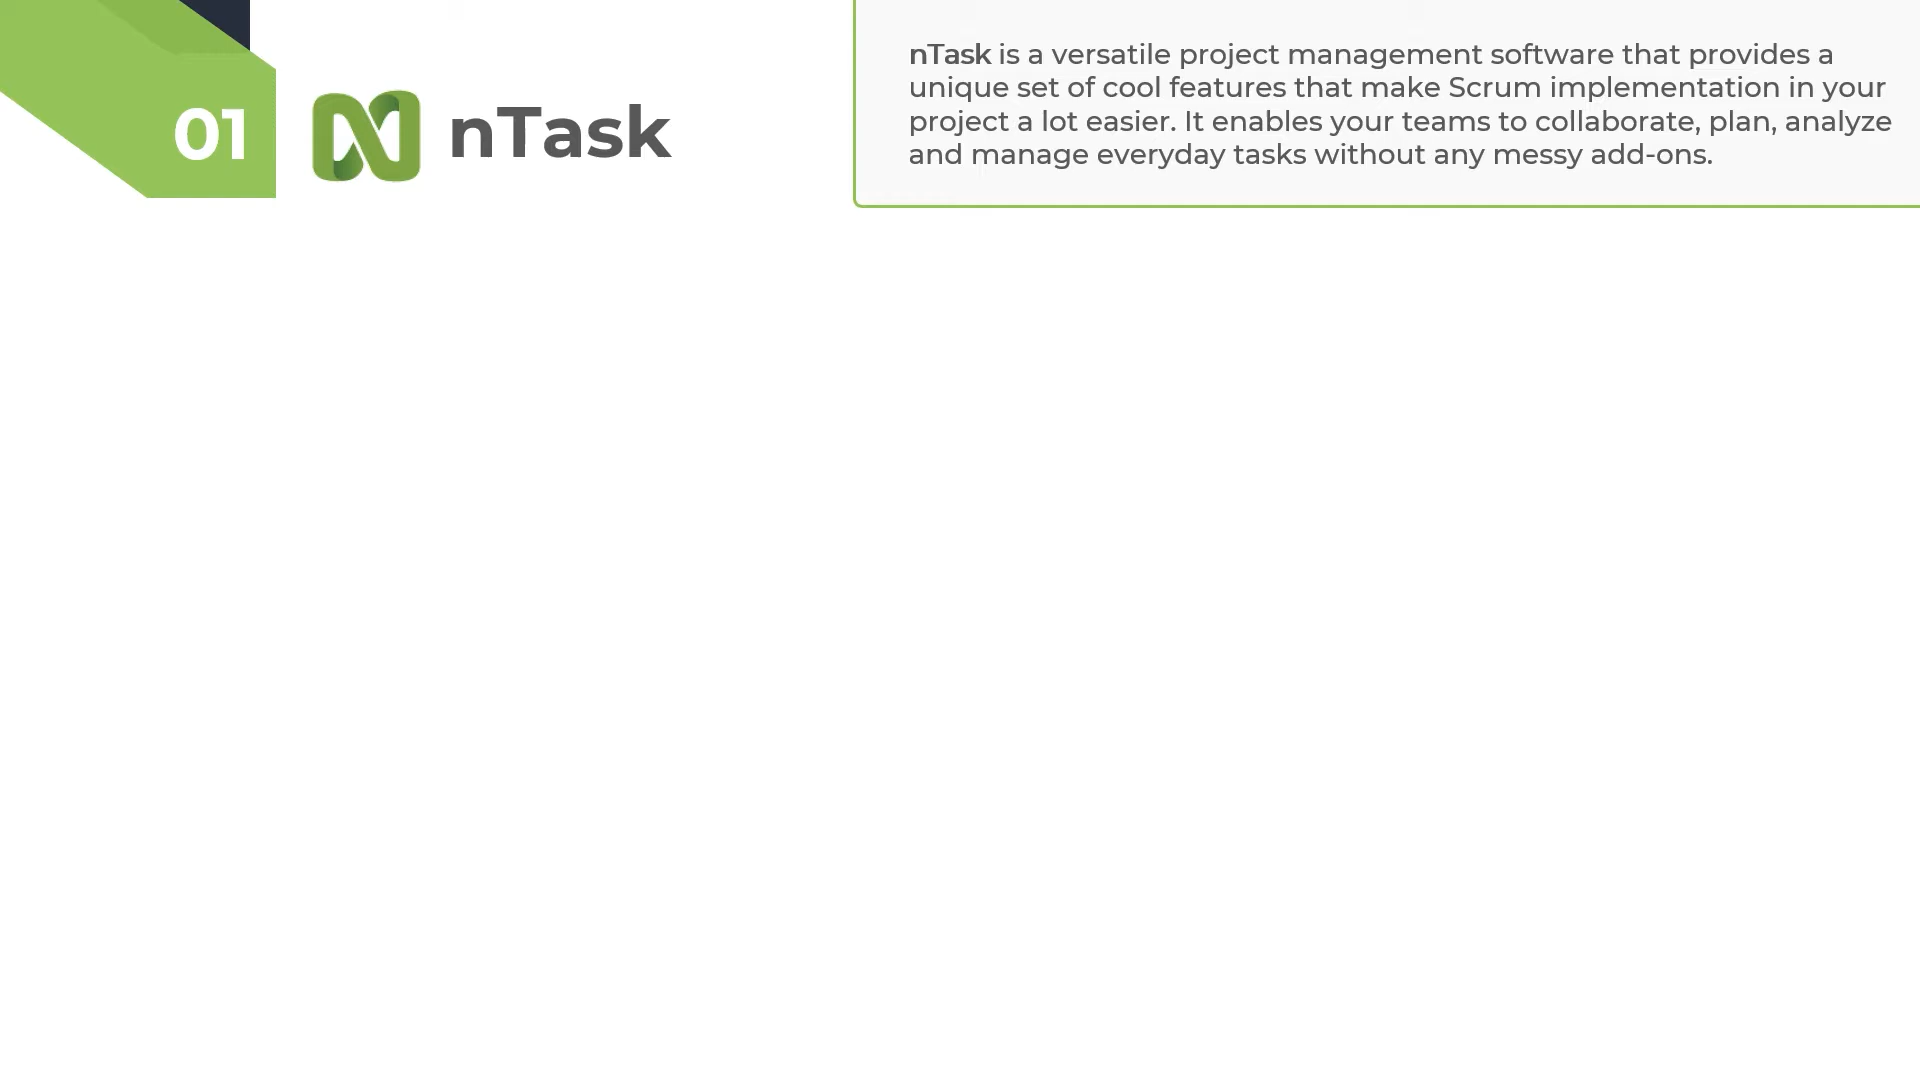 01
nTask
nTask is a versatile project management software that provides a
unique set of cool features that make Scrum implementation in your
project a lot easier. It enables your teams to collaborate, plan, analyze
and manage everyday tasks without any messy add-ons.